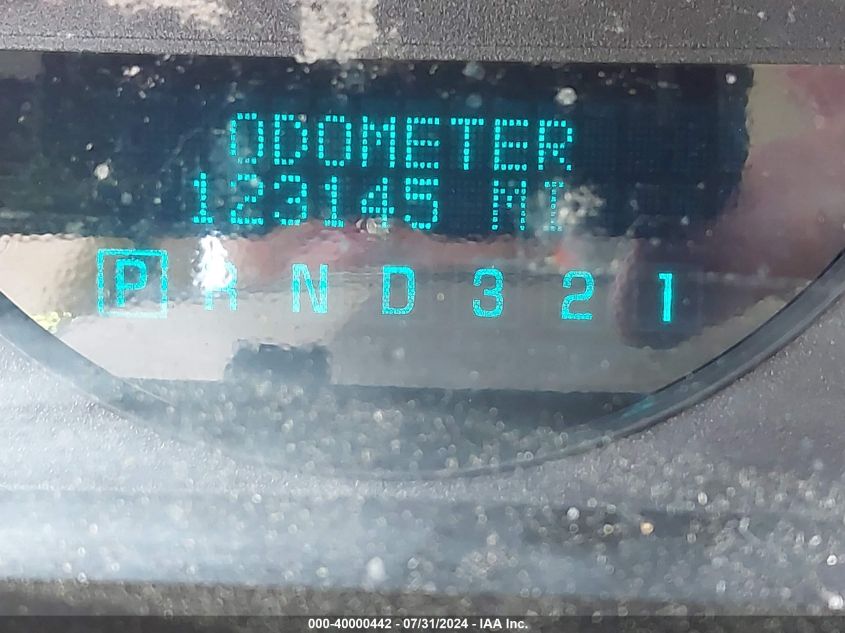 ODOMETER
123145 MI
P R N D 3 2 1
000-40000442 - 07/31/2024 - IAA Inc.